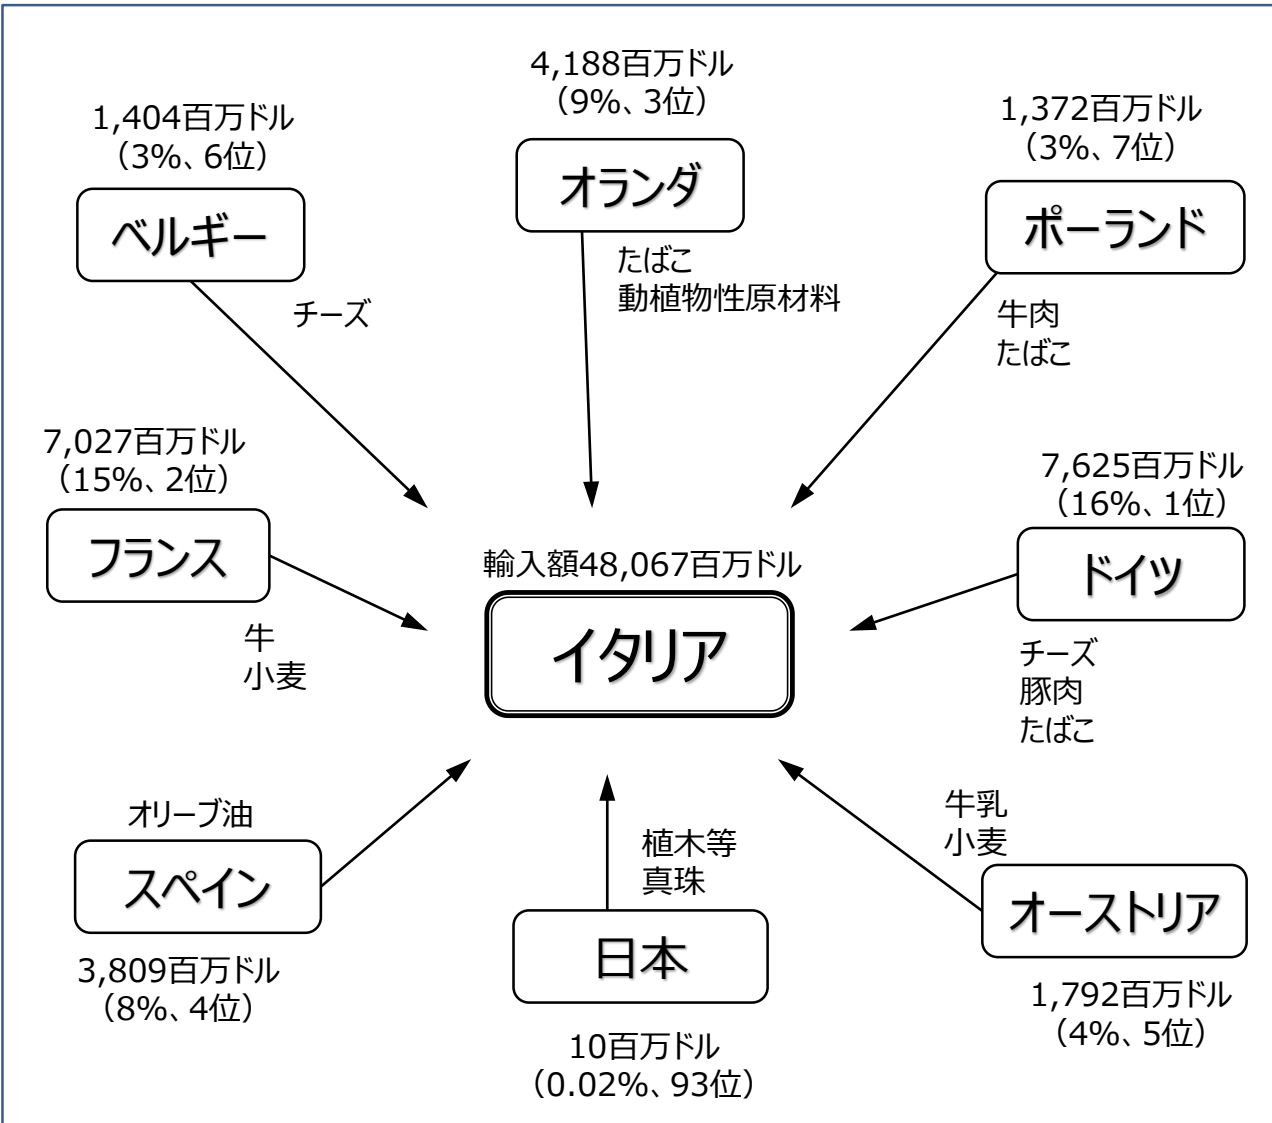 4,188百万ドル
（9%、3位）
オランダ
たばこ
動植物性原材料
1,404百万ドル
（3%、6位）
ベルギー
チーズ
1,372百万ドル
（3%、7位）
ポーランド
牛肉
たばこ
7,027百万ドル
（15%、2位）
フランス
牛
小麦
輸入額48,067百万ドル
イタリア
7,625百万ドル
（16%、1位）
ドイツ
チーズ
豚肉
たばこ
オリーブ油
スペイン
3,809百万ドル
（8%、4位）
植木等
真珠
日本
10百万ドル
（0.02%、93位）
牛乳
小麦
オーストリア
1,792百万ドル
（4%、5位）